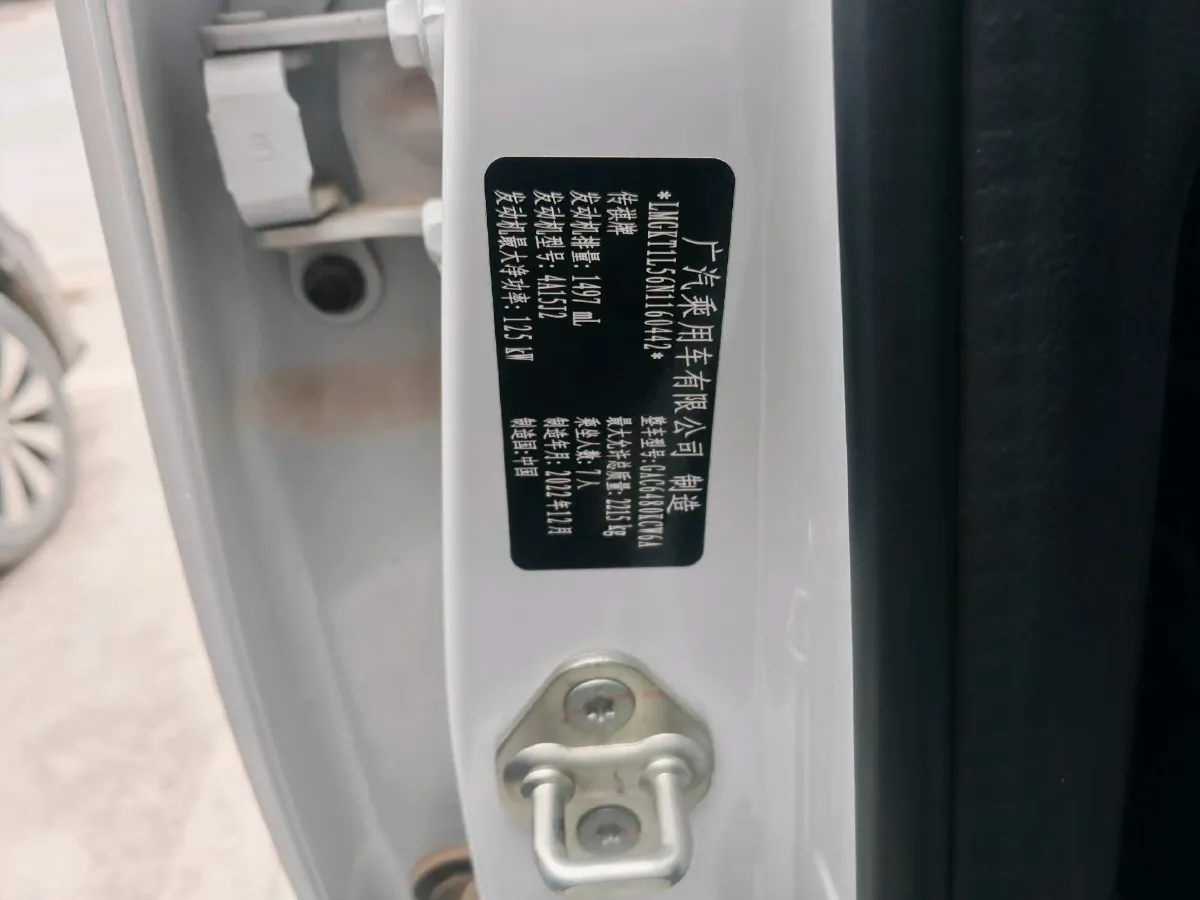 广汽乘用车有限公司 制造
*LMGKT1L56N1160442*
传祺牌
发动机排量: 1497 mL
发动机型号: 4A15J2
发动机最大净功率: 125 kW
整车型号: GAC6480KCW6A
最大允许总质量: 2215 kg
乘坐人数: 7人
制造年月: 2022年12月
制造国: 中国